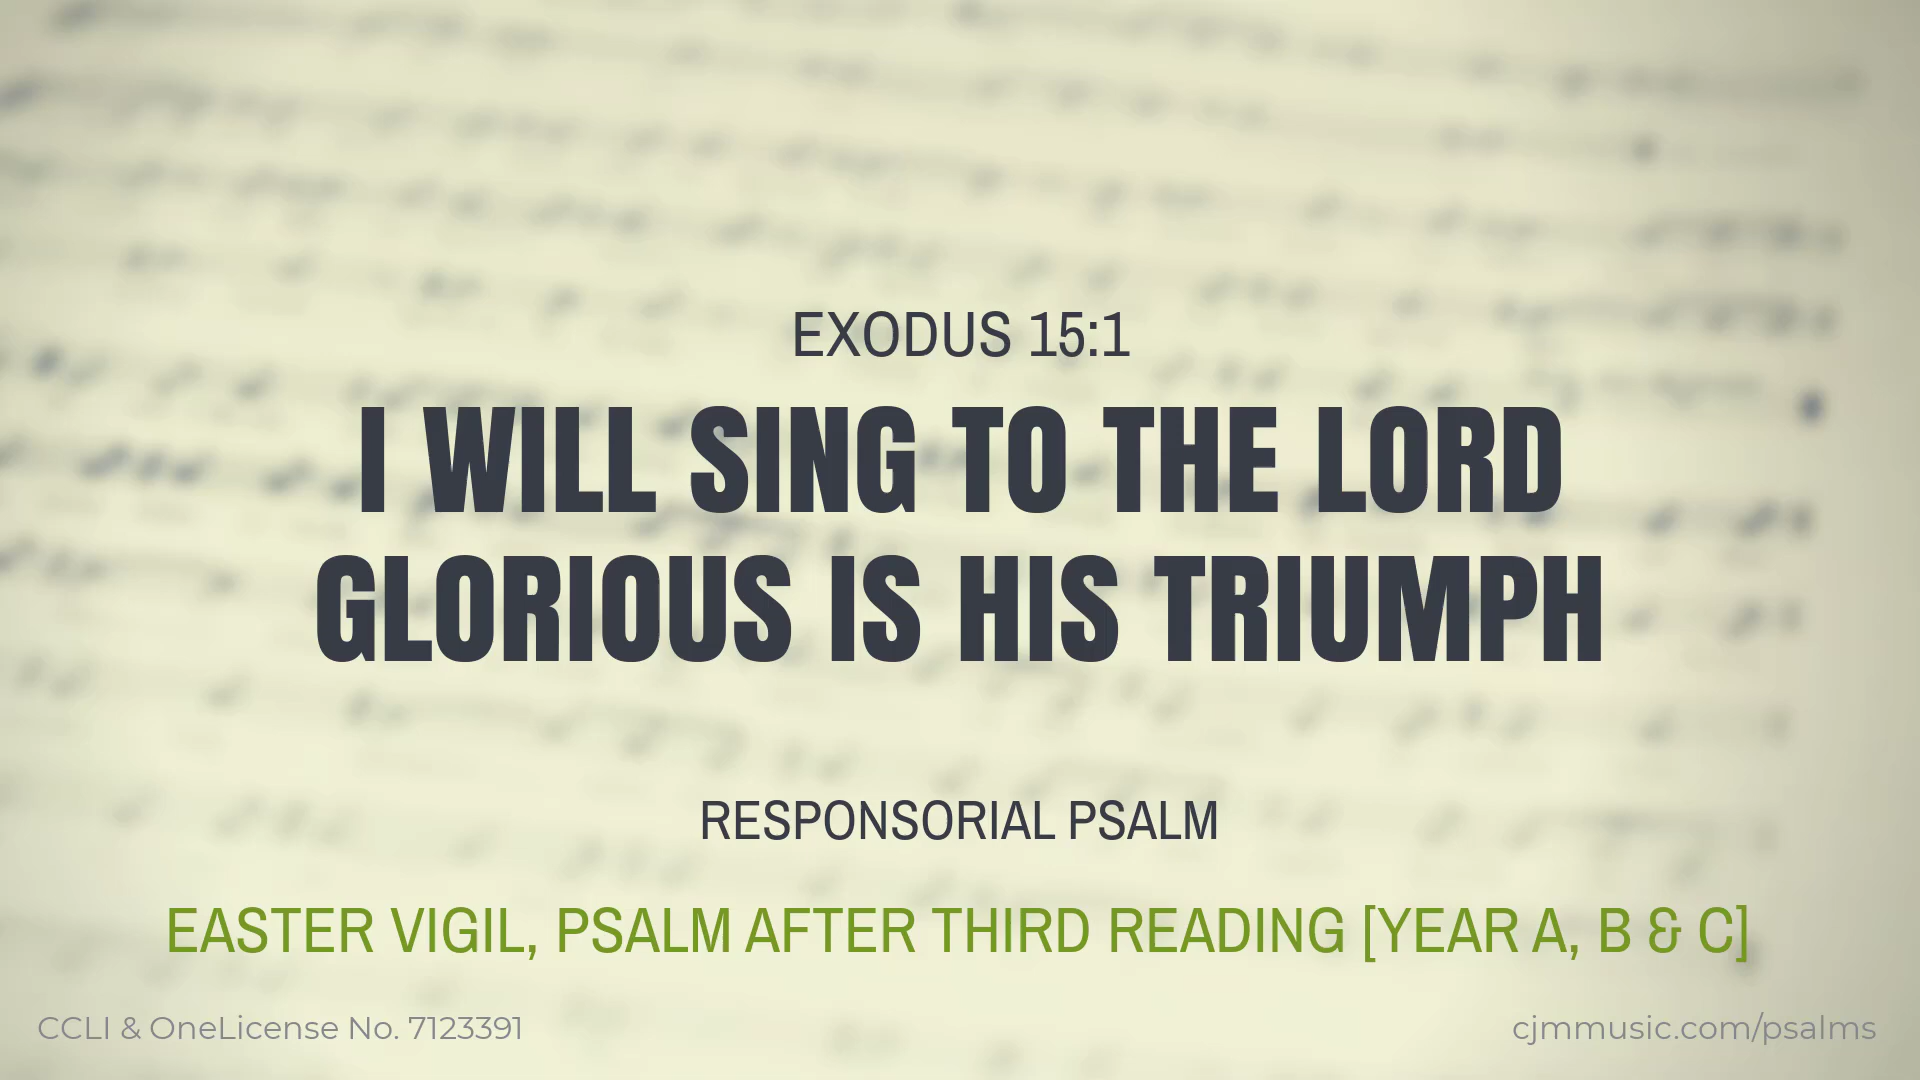 EXODUS 15:1
I WILL SING TO THE LORD
GLORIOUS IS HIS TRIUMPH
RESPONSORIAL PSALM
EASTER VIGIL, PSALM AFTER THIRD READING [YEAR A, B & C]
CCLI & OneLicense No. 7123391
cjmmusic.com/psalms